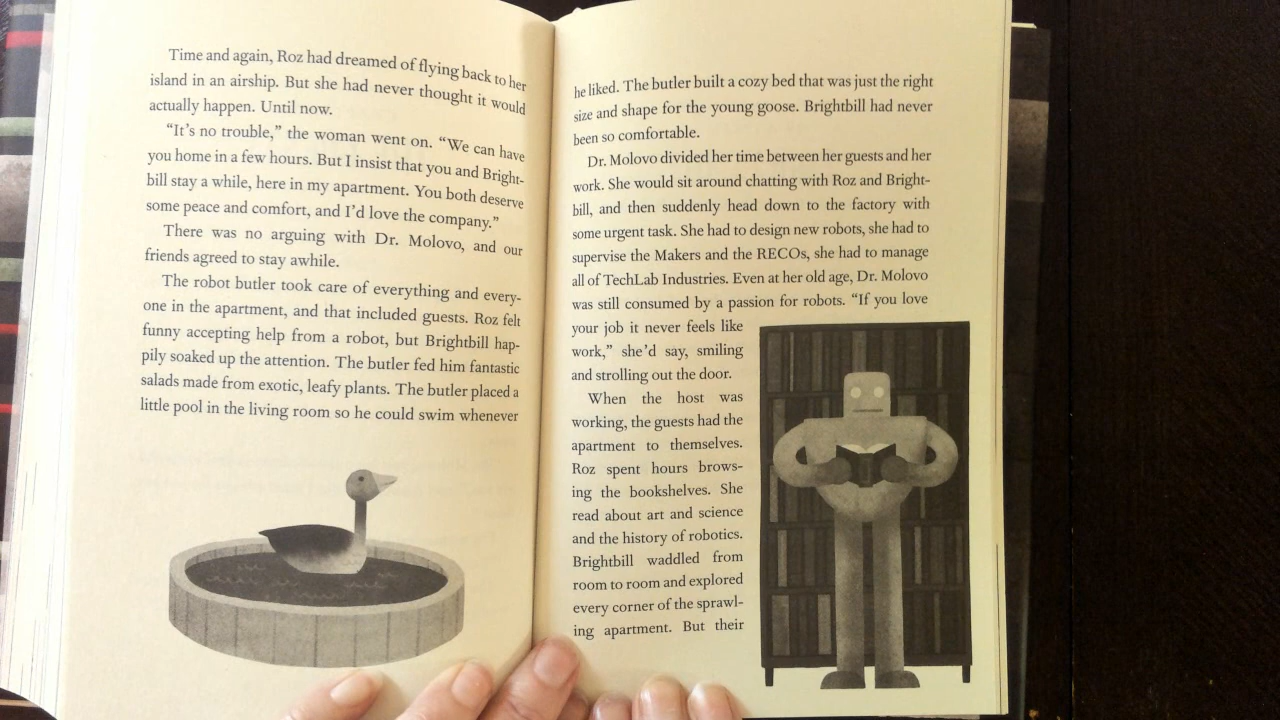 Time and again, Roz had dreamed of flying back to her
island in an airship. But she had never thought it would
actually happen. Until now.
“It’s no trouble,” the woman went on. “We can have
you home in a few hours. But I insist that you and Bright-
bill stay a while, here in my apartment. You both deserve
some peace and comfort, and I’d love the company.”
There was no arguing with Dr. Molovo, and our
friends agreed to stay awhile.
The robot butler took care of everything and every-
one in the apartment, and that included guests. Roz felt
funny accepting help from a robot, but Brightbill hap-
pily soaked up the attention. The butler fed him fantastic
salads made from exotic, leafy plants. The butler placed a
little pool in the living room so he could swim whenever
he liked. The butler built a cozy bed that was just the right
size and shape for the young goose. Brightbill had never
been so comfortable.
Dr. Molovo divided her time between her guests and her
work. She would sit around chatting with Roz and Bright-
bill, and then suddenly head down to the factory with
some urgent task. She had to design new robots, she had to
supervise the Makers and the RECOs, she had to manage
all of TechLab Industries. Even at her old age, Dr. Molovo
was still consumed by a passion for robots. “If you love
your job it never feels like
work,” she’d say, smiling
and strolling out the door.
When the host was
working, the guests had the
apartment to themselves.
Roz spent hours brows-
ing the bookshelves. She
read about art and science
and the history of robotics.
Brightbill waddled from
room to room and explored
every corner of the sprawl-
ing apartment. But their